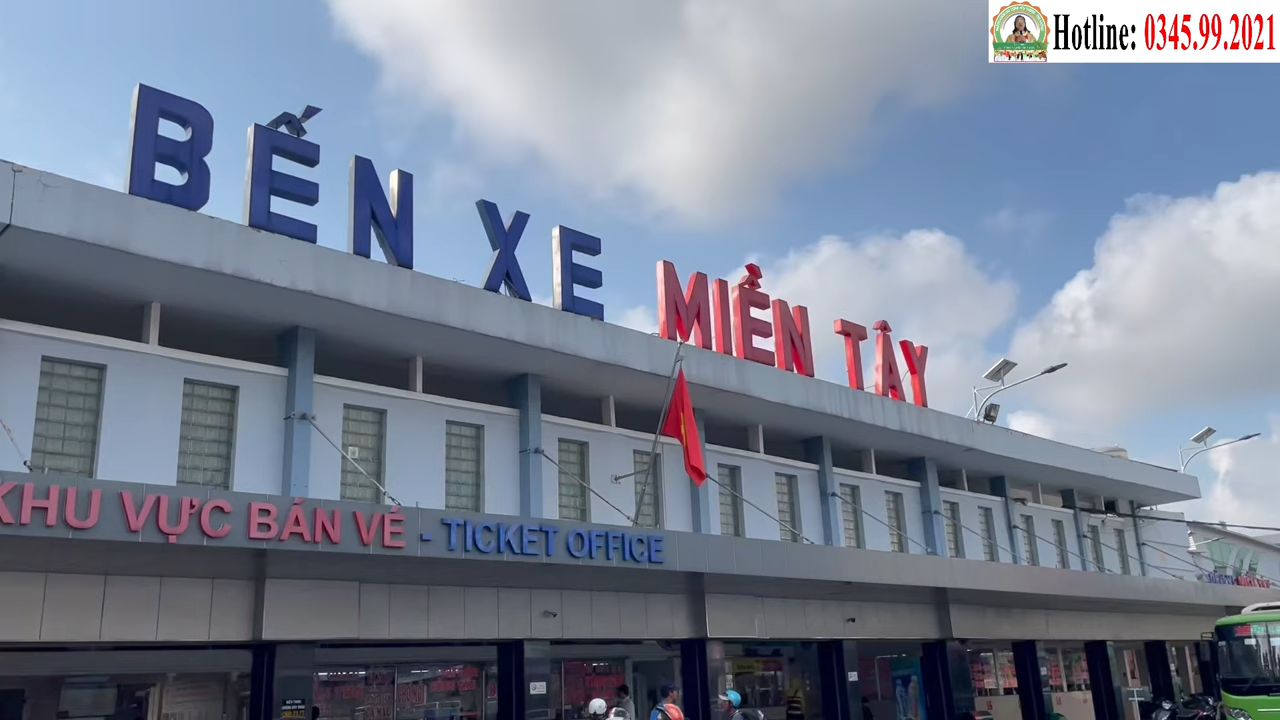 Hotline: 0345.99.2021
BẾN XE MIỀN TÂY
KHU VỰC BÁN VÉ - TICKET OFFICE